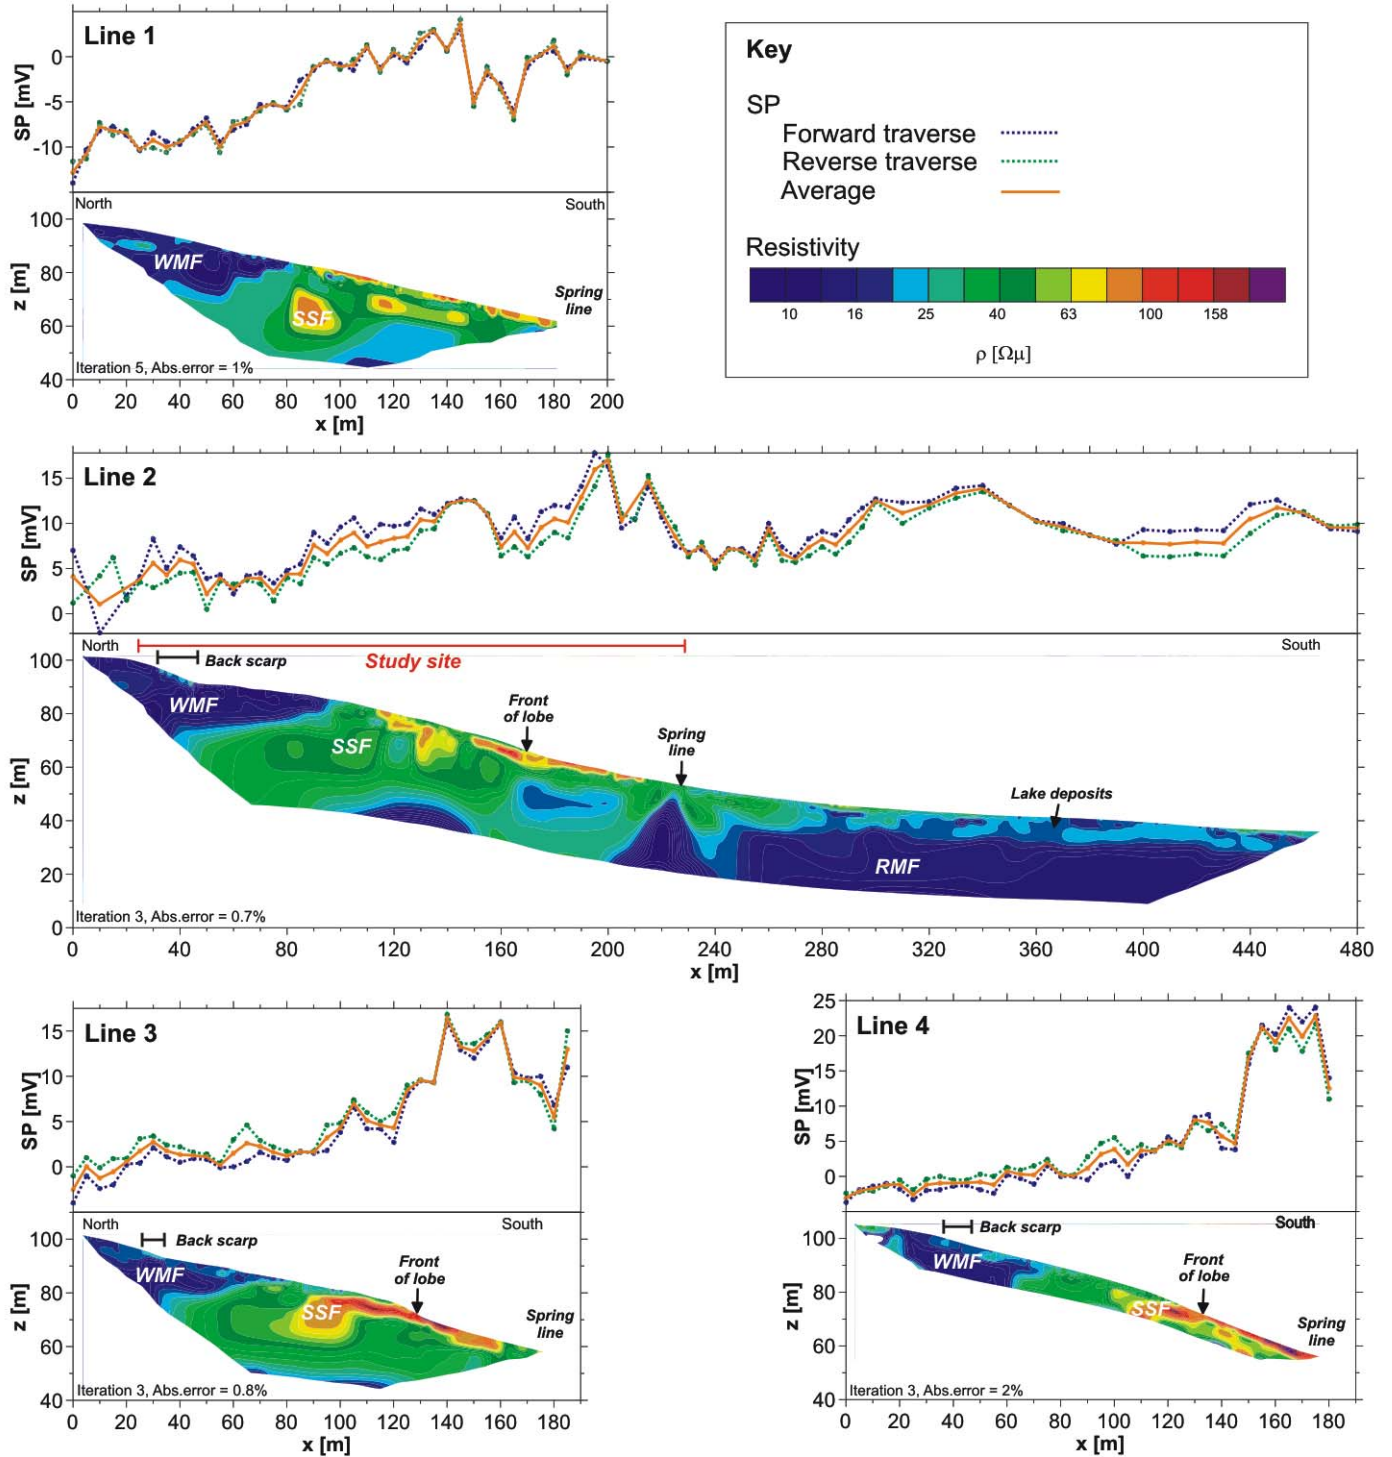 Line 1
SP [mV]
0
-5
-10
North
South
WMF
SSF
Spring
line
z [m]
100
80
60
40
Iteration 5, Abs.error = 1%
0 20 40 60 80 100 120 140 160 180 200
x [m]
Key
SP
Forward traverse
Reverse traverse
Average
Resistivity
10 16 25 40 63 100 158
ρ [Ωμ]
Line 2
SP [mV]
15
10
5
0
North
South
Study site
Back scarp
WMF
SSF
Front
of lobe
Spring
line
Lake deposits
RMF
z [m]
100
80
60
40
20
0
Iteration 3, Abs.error = 0.7%
0 40 80 120 160 200 240 280 320 360 400 440 480
x [m]
Line 3
SP [mV]
15
10
5
0
North
South
Back scarp
WMF
SSF
Front
of lobe
Spring
line
z [m]
100
80
60
40
Iteration 3, Abs.error = 0.8%
0 20 40 60 80 100 120 140 160 180
x [m]
Line 4
SP [mV]
25
20
15
10
5
0
South
Back scarp
WMF
SSF
Front
of lobe
Spring
line
z [m]
100
80
60
40
Iteration 3, Abs.error = 2%
0 20 40 60 80 100 120 140 160 180
x [m]